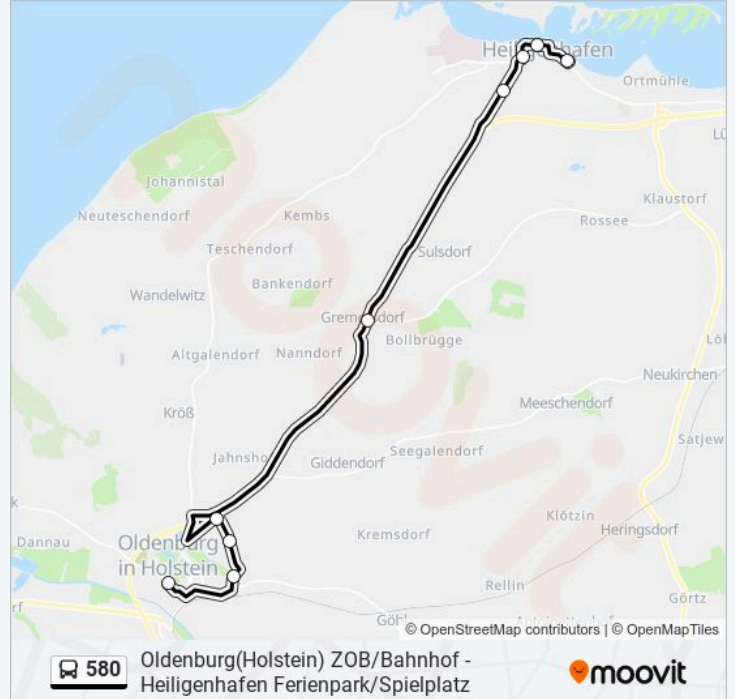 Heiligenhafen
Ortmühle
Johannistal
Neuteschendorf
Kembs
Klaustorf
Rossee
Teschendorf
Sulsdorf
Bankendorf
Wandelwitz
Gremersdorf
Bollbrügge
Altgalendorf
Nanndorf
Neukirchen
Meeschendorf
Kröß
Satjew
Seegalendorf
Giddendorf
Klötzin
Heringsdorf
Kremsdorf
Dannau
Oldenburg
in Holstein
Rellin
Görtz
© OpenStreetMap contributors | © OpenMapTiles
580
Oldenburg(Holstein) ZOB/Bahnhof -
Heiligenhafen Ferienpark/Spielplatz
moovit